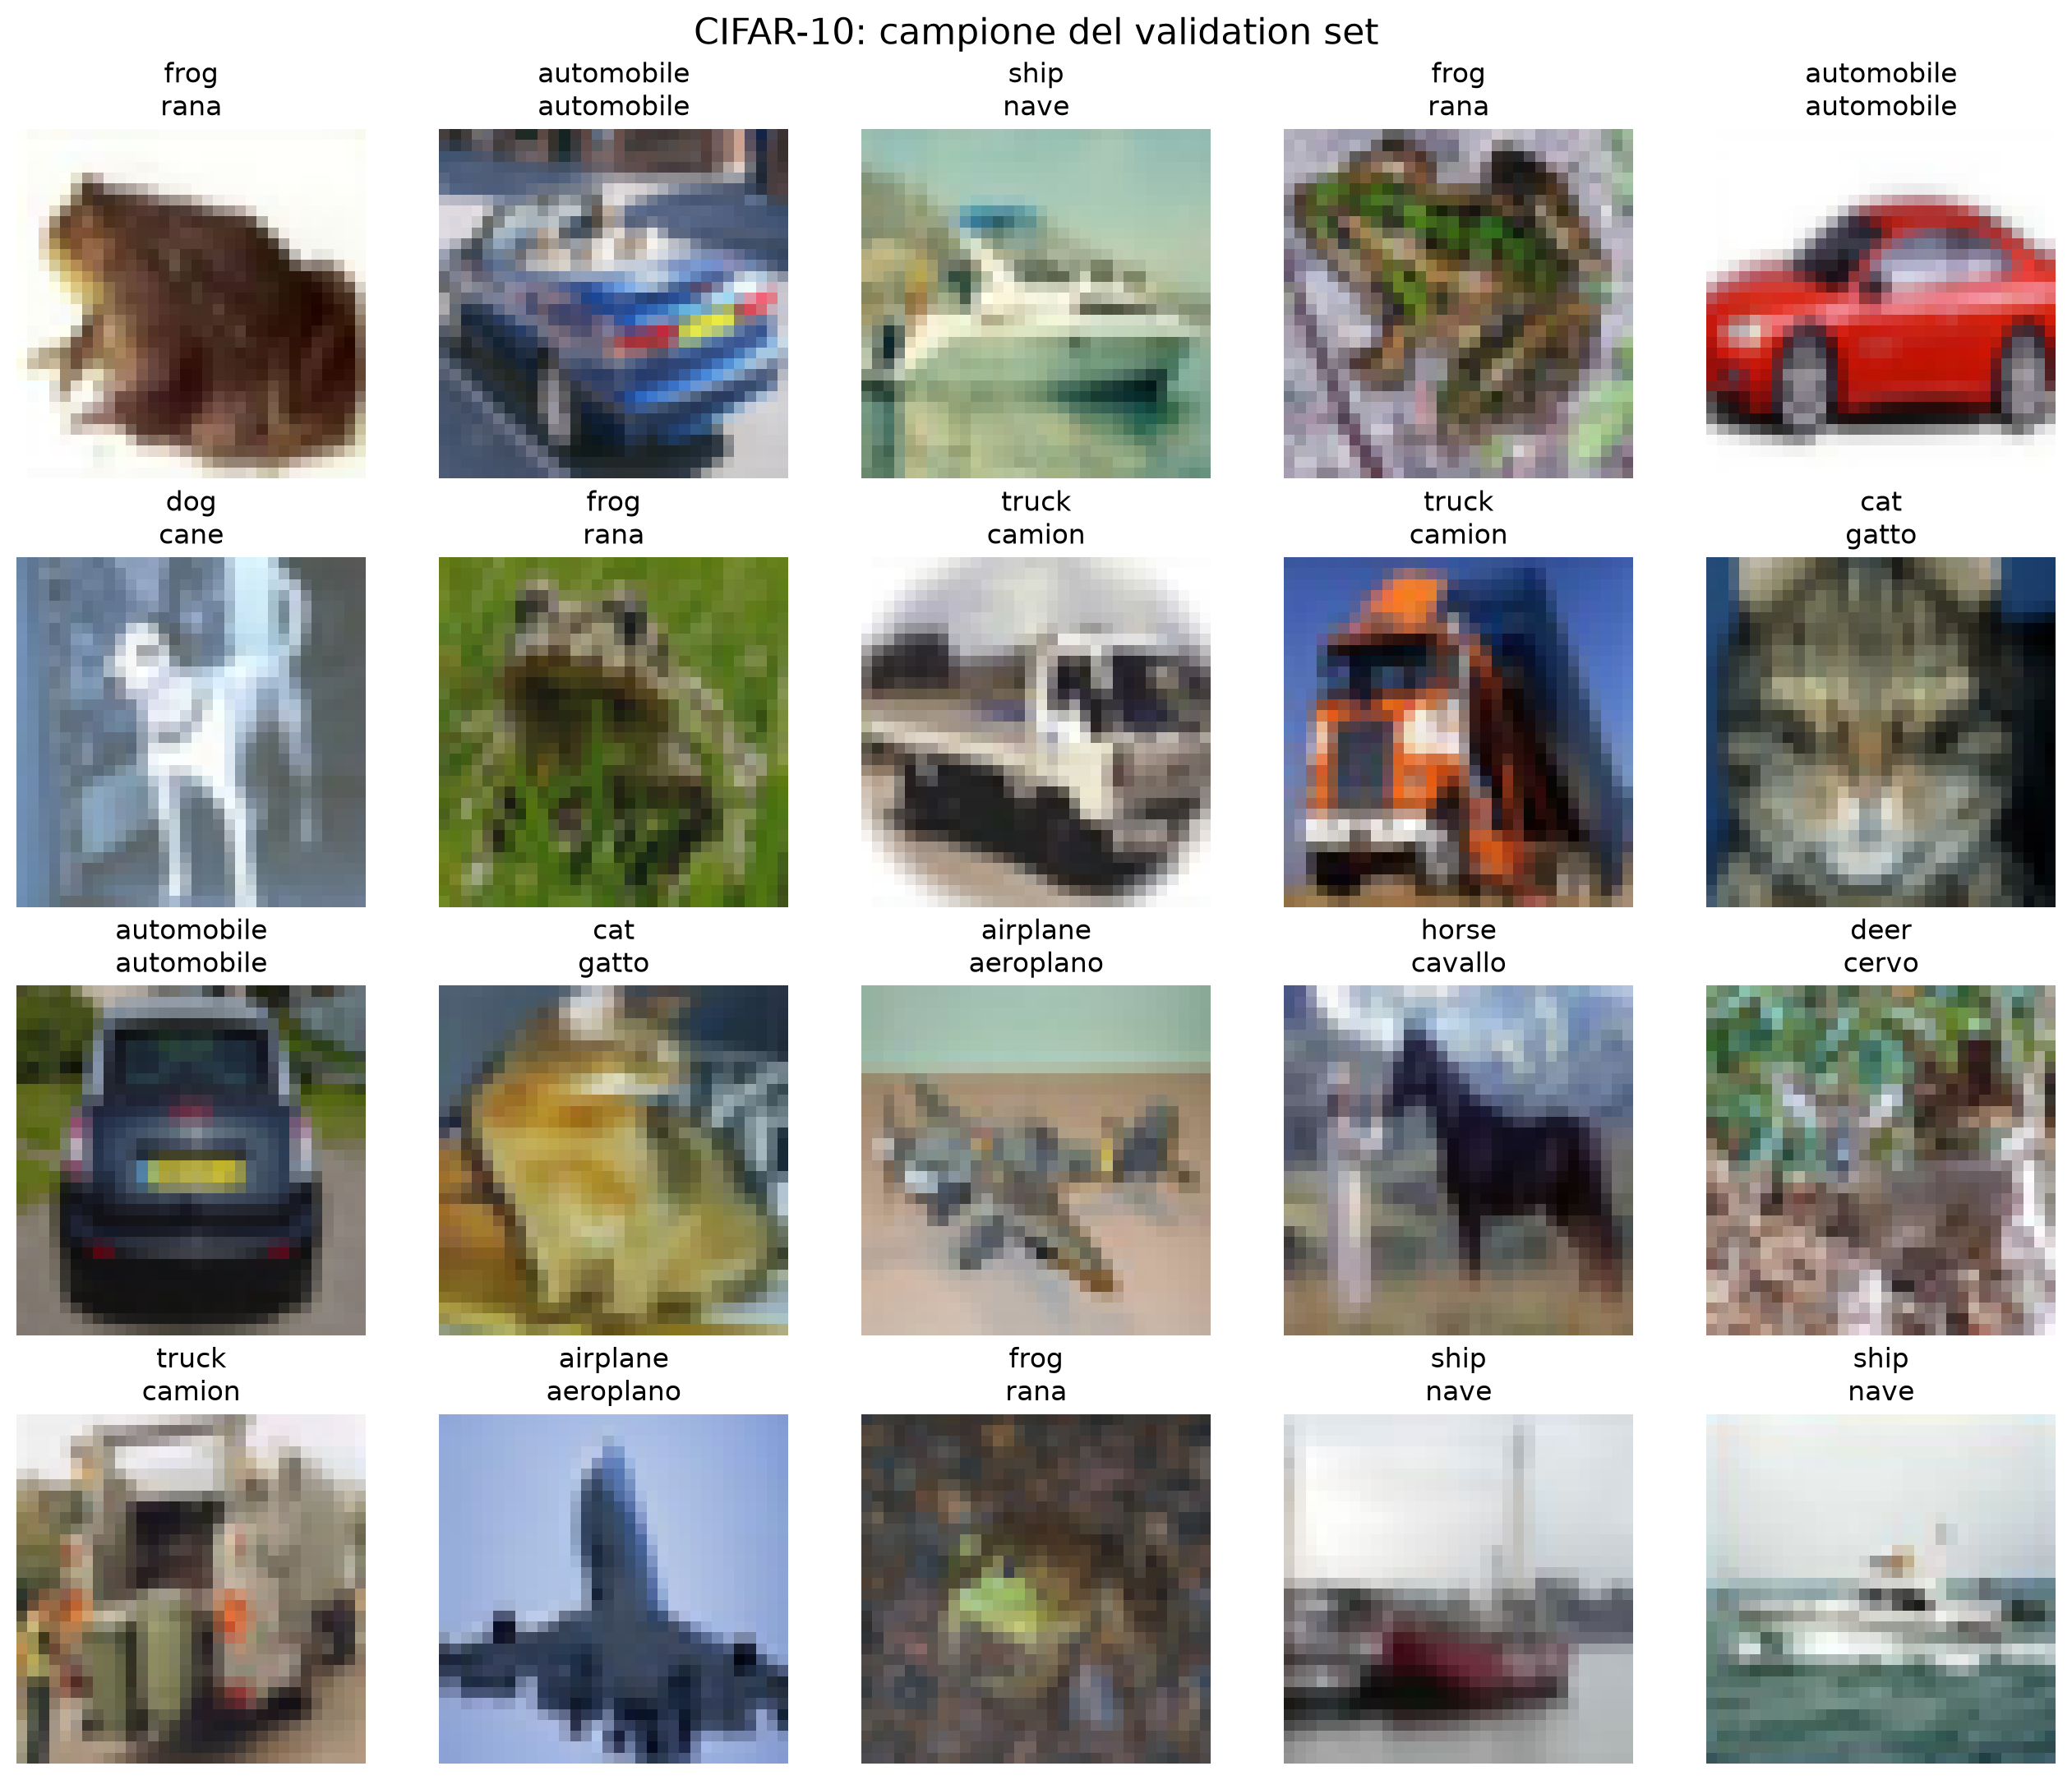 CIFAR-10: campione del validation set
frog
rana
automobile
automobile
ship
nave
frog
rana
automobile
automobile
dog
cane
frog
rana
truck
camion
truck
camion
cat
gatto
automobile
automobile
cat
gatto
airplane
aeroplano
horse
cavallo
deer
cervo
truck
camion
airplane
aeroplano
frog
rana
ship
nave
ship
nave